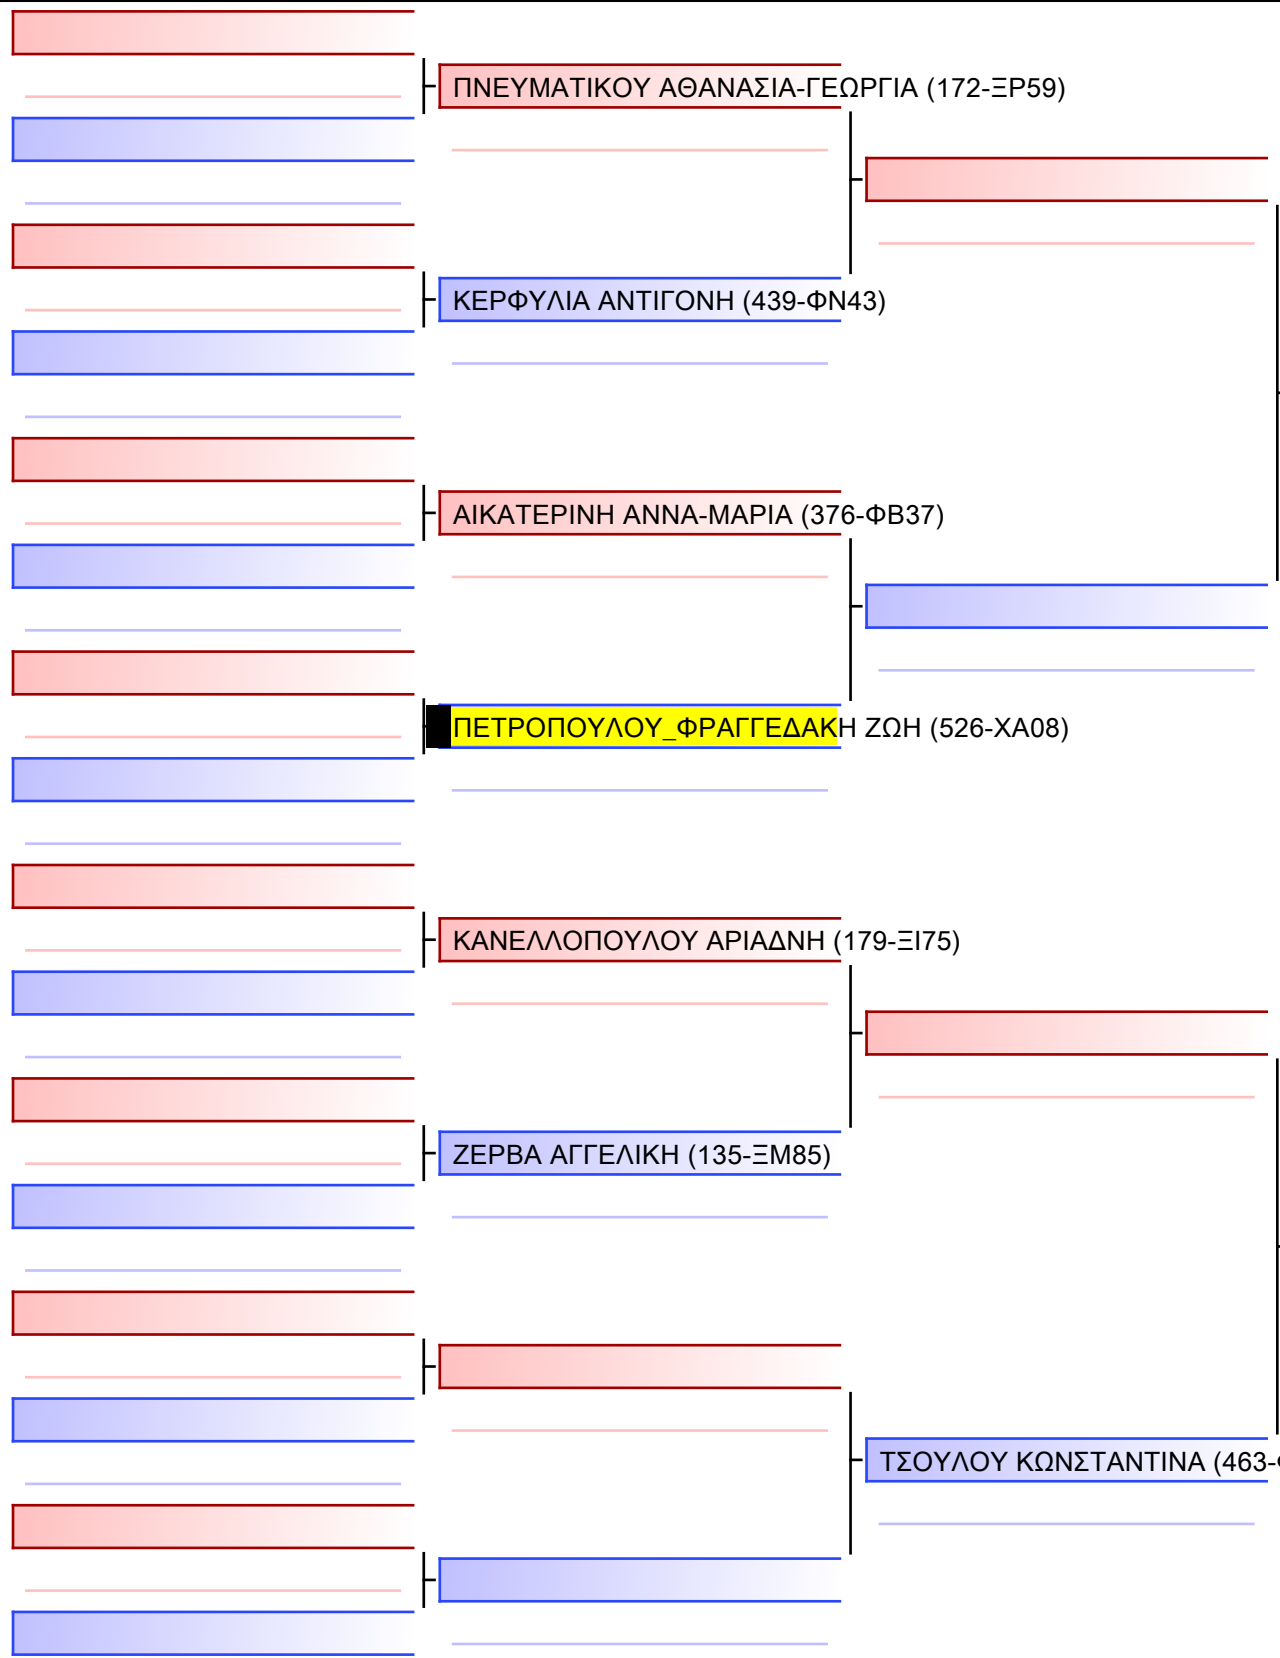 ΠΝΕΥΜΑΤΙΚΟΥ ΑΘΑΝΑΣΙΑ-ΓΕΩΡΓΙΑ (172-ΞΡ59)
ΚΕΡΦΥΛΙΑ ΑΝΤΙΓΟΝΗ (439-ΦΝ43)
ΑΙΚΑΤΕΡΙΝΗ ΑΝΝΑ-ΜΑΡΙΑ (376-ΦΒ37)
ΠΕΤΡΟΠΟΥΛΟΥ_ΦΡΑΓΓΕΔΑΚΗ ΖΩΗ (526-ΧΑ08)
ΚΑΝΕΛΛΟΠΟΥΛΟΥ ΑΡΙΑΔΝΗ (179-ΞΙ75)
ΖΕΡΒΑ ΑΓΓΕΛΙΚΗ (135-ΞΜ85)
ΤΣΟΥΛΟΥ ΚΩΝΣΤΑΝΤΙΝΑ (463-